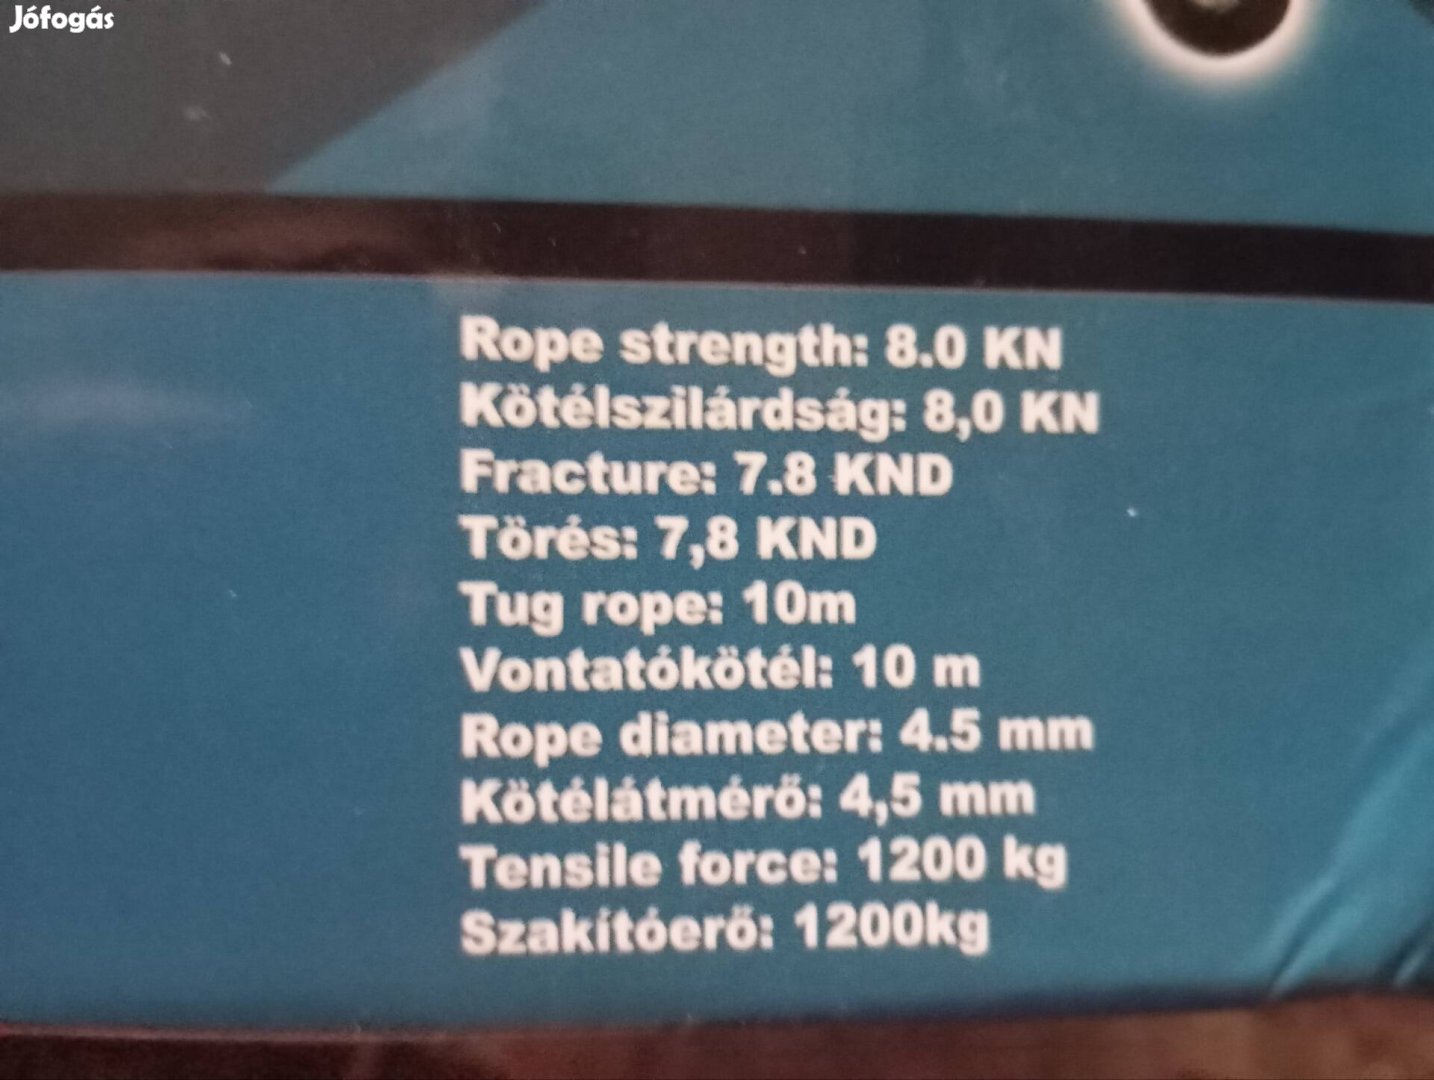 Jófogás
Rope strength: 8.0 KN
Kötélszilárdság: 8,0 KN
Fracture: 7.8 KND
Törés: 7,8 KND
Tug rope: 10m
Vontatókötél: 10 m
Rope diameter: 4.5 mm
Kötélátmérő: 4,5 mm
Tensile force: 1200 kg
Szakítóerő: 1200kg